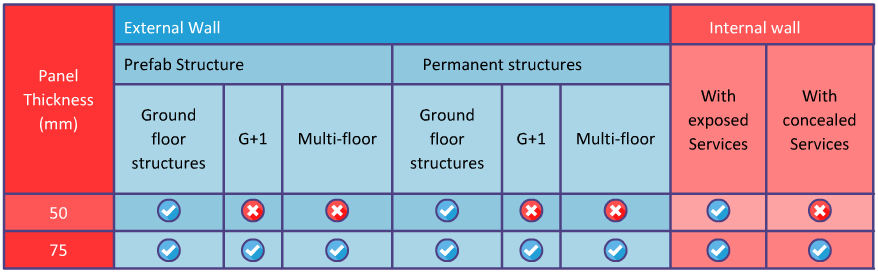 External Wall
Internal wall
Panel
Thickness
(mm)
Prefab Structure
Permanent structures
Ground
floor
structures
G+1
Multi-floor
Ground
floor
structures
G+1
Multi-floor
With
exposed
Services
With
concealed
Services
50
75